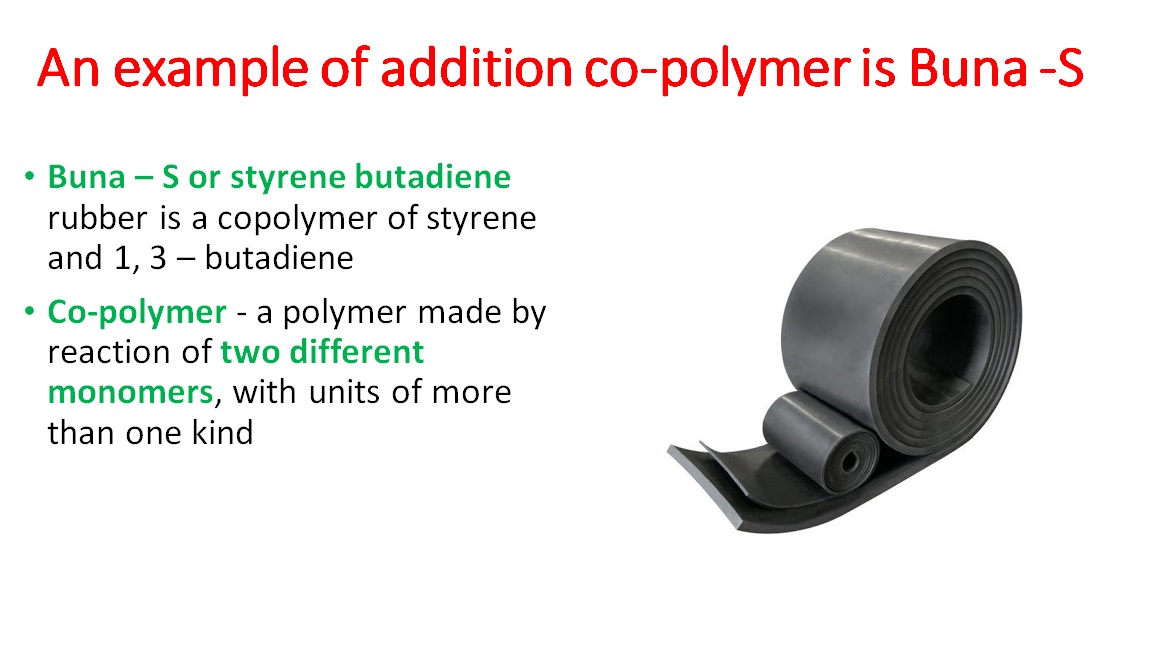 An example of addition co-polymer is Buna -S
• Buna – S or styrene butadiene
rubber is a copolymer of styrene
and 1, 3 – butadiene
• Co-polymer - a polymer made by
reaction of two different
monomers, with units of more
than one kind